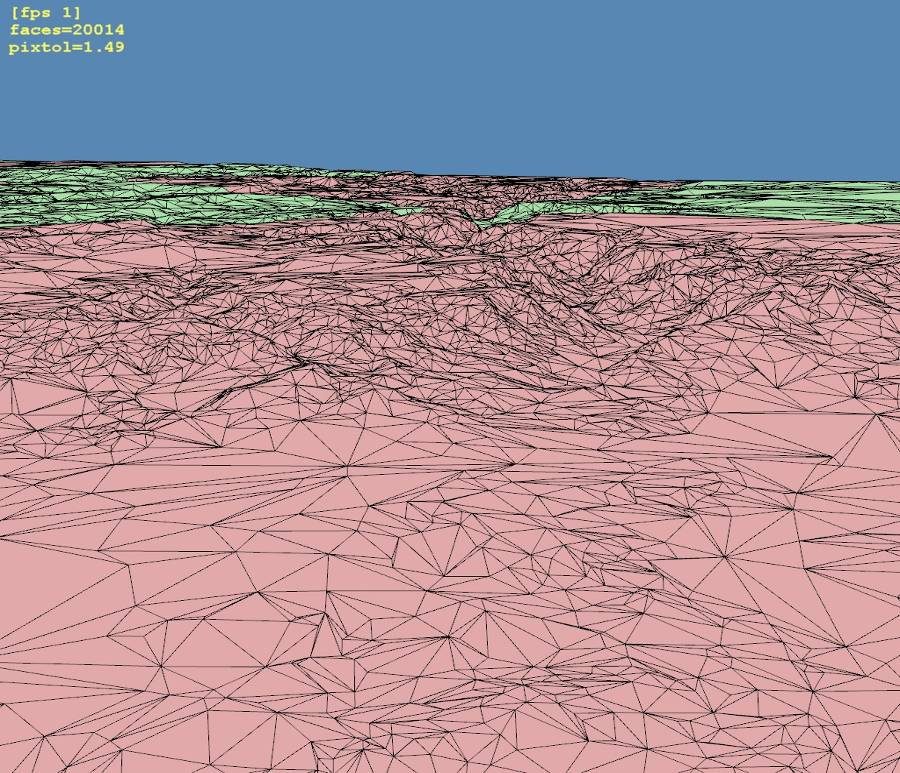 [fps 1]
faces=20014
pixtol=1.49